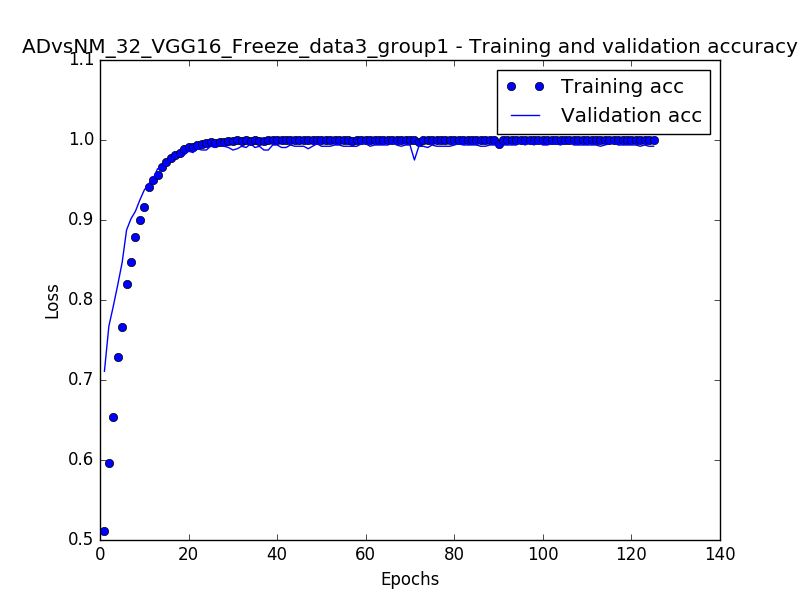 ADvsNM_32_VGG16_Freeze_data3_group1 - Training and validation accuracy
1.1
Training acc
Validation acc
1.0
0.9
0.8
Loss
0.7
0.6
0.5
0 20 40 60 80 100 120 140
Epochs